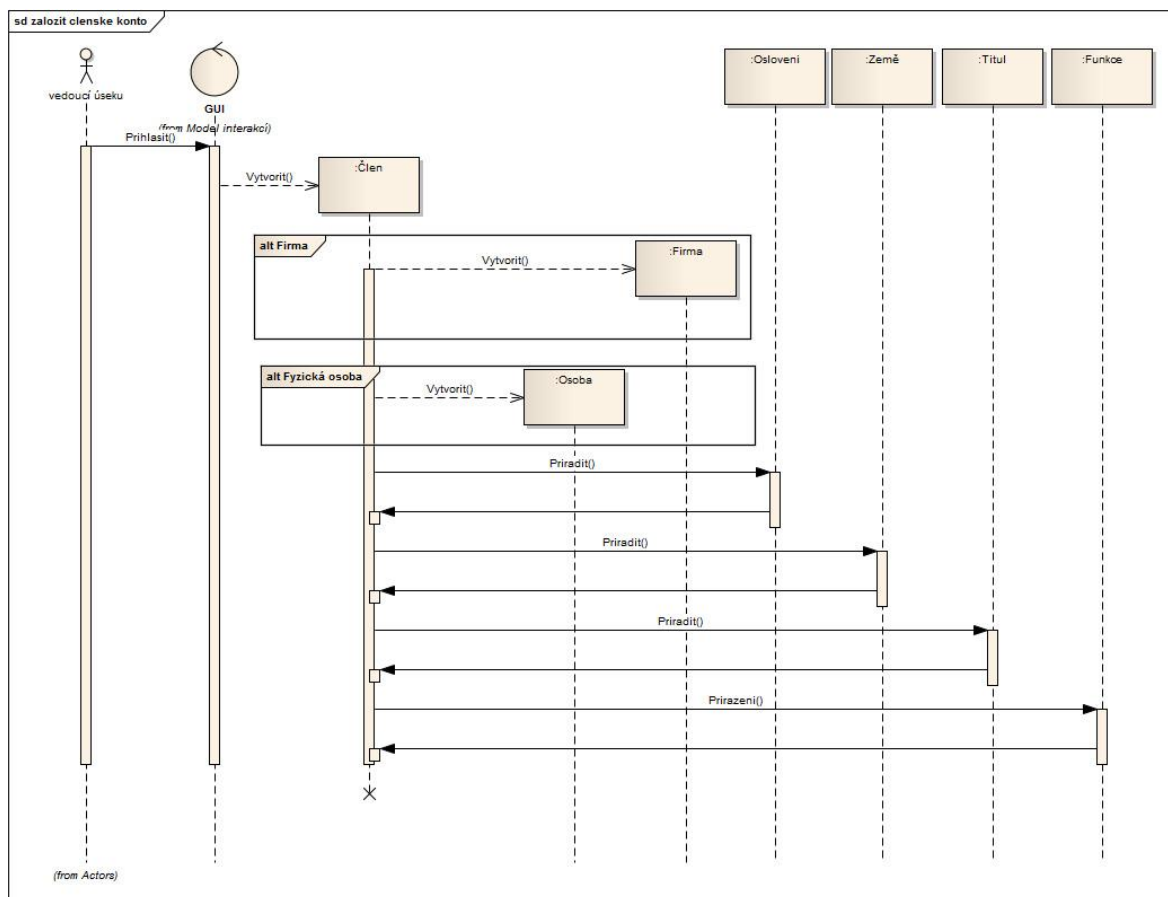 sd zalozit clenske konto
vedoucí úseku
GUI
(from Model interakcí)
:Osloveni
:Země
:Titul
:Funkce
Prihlasit()
Vytvorit()
:Člen
alt Firma
Vytvorit()
:Firma
alt Fyzická osoba
Vytvorit()
:Osoba
Priradit()
Priradit()
Priradit()
Prirazeni()
(from Actors)